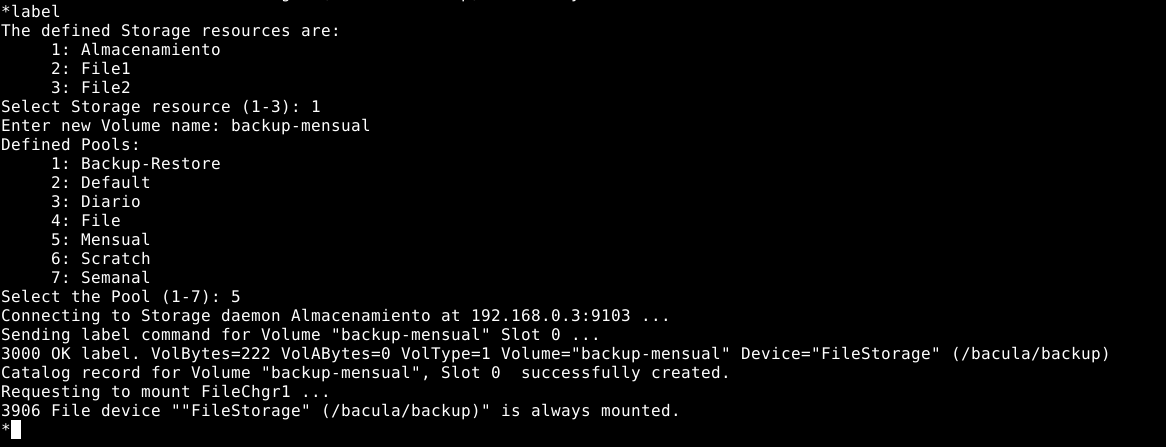 *label
The defined Storage resources are:
     1: Almacenamiento
     2: File1
     3: File2
Select Storage resource (1-3): 1
Enter new Volume name: backup-mensual
Defined Pools:
     1: Backup-Restore
     2: Default
     3: Diario
     4: File
     5: Mensual
     6: Scratch
     7: Semanal
Select the Pool (1-7): 5
Connecting to Storage daemon Almacenamiento at 192.168.0.3:9103 ...
Sending label command for Volume "backup-mensual" Slot 0 ...
3000 OK label. VolBytes=222 VolABytes=0 VolType=1 Volume="backup-mensual" Device="FileStorage" (/bacula/backup)
Catalog record for Volume "backup-mensual", Slot 0  successfully created.
Requesting to mount FileChgr1 ...
3906 File device ""FileStorage" (/bacula/backup)" is always mounted.
*